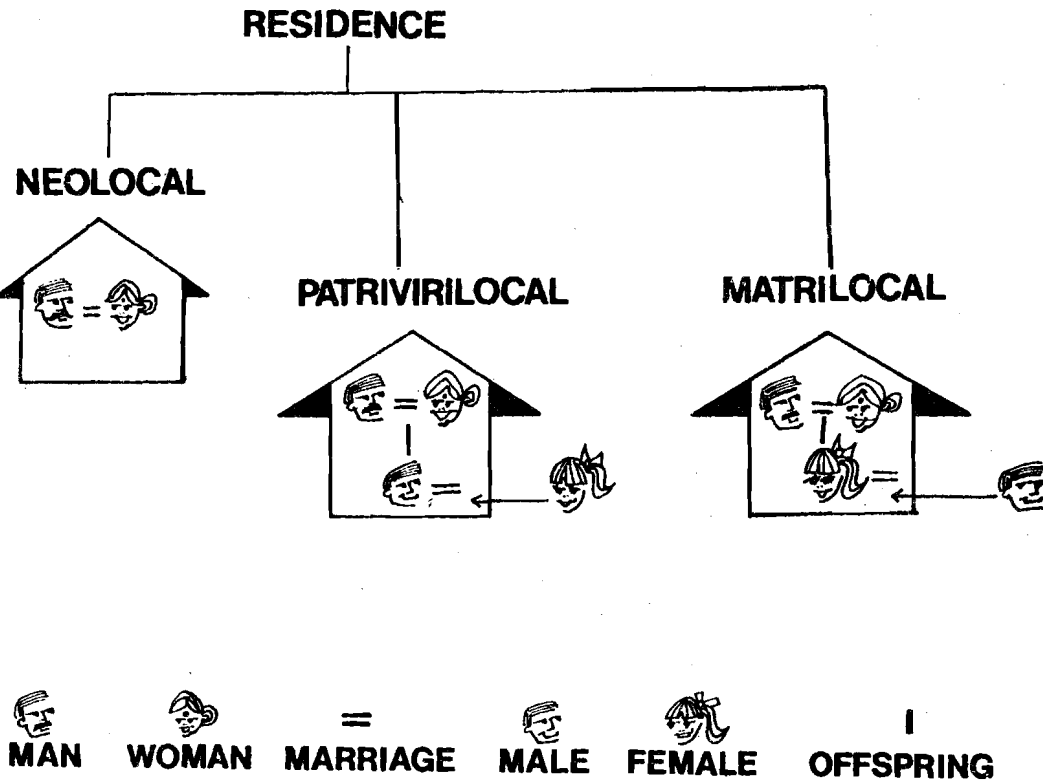 RESIDENCE
NEOLOCAL
PATRIVIRILOCAL
MATRILOCAL
=
=
=
=
=
=
MAN WOMAN MARRIAGE MALE FEMALE OFFSPRING